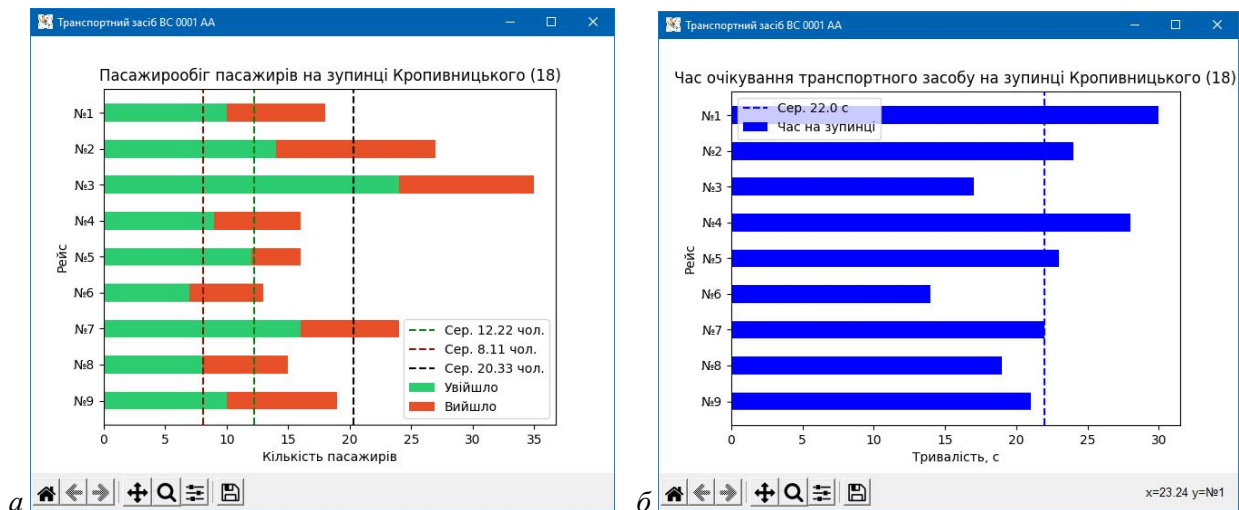 Транспортний засіб ВС 0001 АА
Пасажирообіг пасажирів на зупинці Кропивницького (18)
№1
№2
№3
№4
№5
№6
№7
№8
№9
Рейс
Сер. 12.22 чол.
Сер. 8.11 чол.
Сер. 20.33 чол.
Увійшло
Вийшло
0 5 10 15 20 25 30 35
Кількість пасажирів
а
Транспортний засіб ВС 0001 АА
Час очікування транспортного засобу на зупинці Кропивницького (18)
Сер. 22.0 с
Час на зупинці
№1
№2
№3
№4
№5
№6
№7
№8
№9
Рейс
0 5 10 15 20 25 30
Тривалість, с
б
x=23.24 y=№1